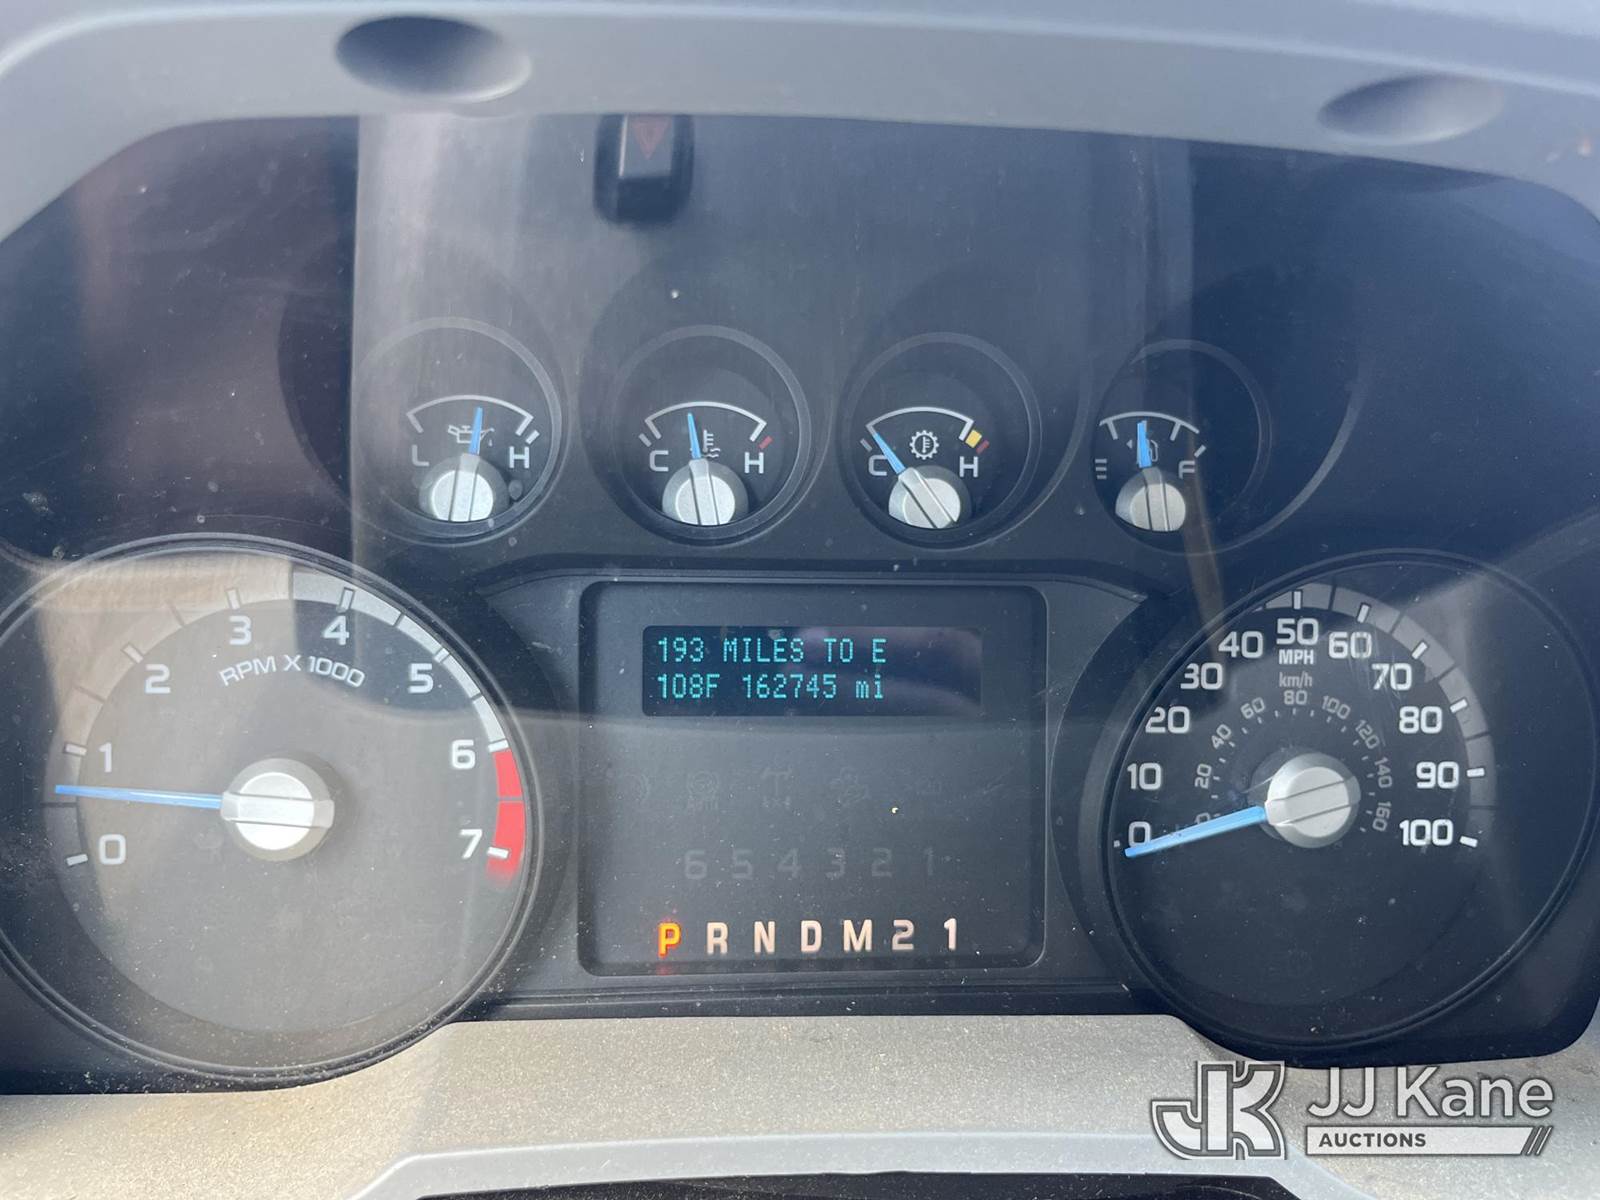 L H
C H
C H
E F
0 1 2 3 4 5 6 7
RPM X 1000
193 MILES TO E
108F 162745 mi
6 5 4 3 2 1
P R N D M 2 1
0 10 20 30 40 50 60 70 80 90 100
MPH
km/h
0 20 40 60 80 100 120 140 160
JK JJ Kane
AUCTIONS